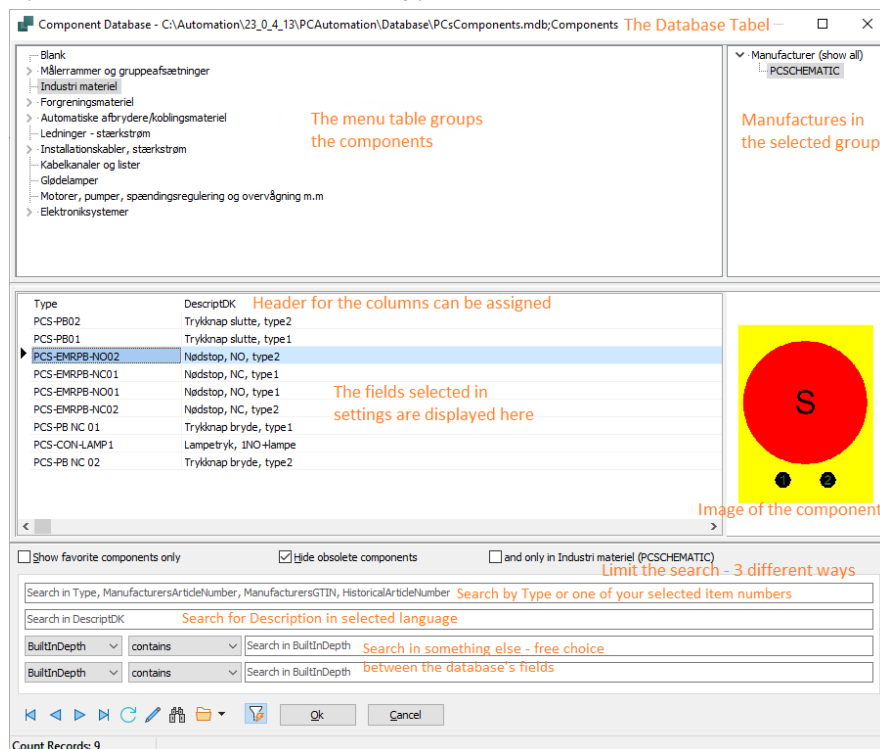 Component Database - C:\Automation\23_0_4_13\PCAutomation\Database\PCsComponents.mdb;Components The Database Tabel
Blank
Målerrammer og gruppeafsætninger
Industri materiel
Forgreningsmateriel
Automatiske afbrydere/koblingsmateriel
Ledninger - stærkstrøm
Installationskabler, stærkstrøm
Kabelkanaler og lister
Glødelamper
Motorer, pumper, spændingsregulering og overvågning m.m
Elektroniksystemer
The menu table groups
the components
Manufacturer (show all)
PCSCHEMATIC
Manufactures in
the selected group
Type DescriptDK Header for the columns can be assigned
PCS-PB02 Trykknap slutte, type2
PCS-PB01 Trykknap slutte, type1
PCS-EMRPB-NO02 Nødstop, NO, type2
PCS-EMRPB-NC01 Nødstop, NC, type1
PCS-EMRPB-NO01 Nødstop, NO, type1
PCS-EMRPB-NC02 Nødstop, NC, type2
PCS-PB NC 01 Trykknap bryde, type1
PCS-CON-LAMP1 Lampetryk, 1NO+lampe
PCS-PB NC 02 Trykknap bryde, type2
The fields selected in
settings are displayed here
S
1 2
Image of the component
Show favorite components only Hide obsolete components and only in Industri materiel (PCSCHEMATIC)
Limit the search - 3 different ways
Search in Type, ManufacturersArticleNumber, ManufacturersGTIN, HistoricalArticleNumber Search by Type or one of your selected item numbers
Search in DescriptDK Search for Description in selected language
BuiltInDepth contains Search in BuiltInDepth Search in something else - free choice
between the database's fields
BuiltInDepth contains Search in BuiltInDepth
Ok Cancel
Count Records: 9